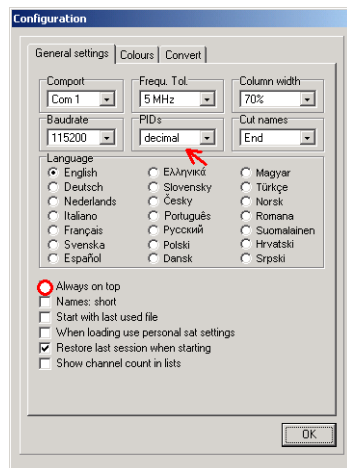 Configuration
General settings Colours Convert
Comport Frequ. Tol. Column width
Com 1 5 MHz 70%
Baudrate PIDs Cut names
115200 decimal End
Language
English Ελληνικά Magyar
Deutsch Slovensky Türkçe
Nederlands Česky Norsk
Italiano Português Romana
Français Русский Suomalainen
Svenska Polski Hrvatski
Español Dansk Srpski
Always on top
Names: short
Start with last used file
When loading use personal sat settings
Restore last session when starting
Show channel count in lists
OK